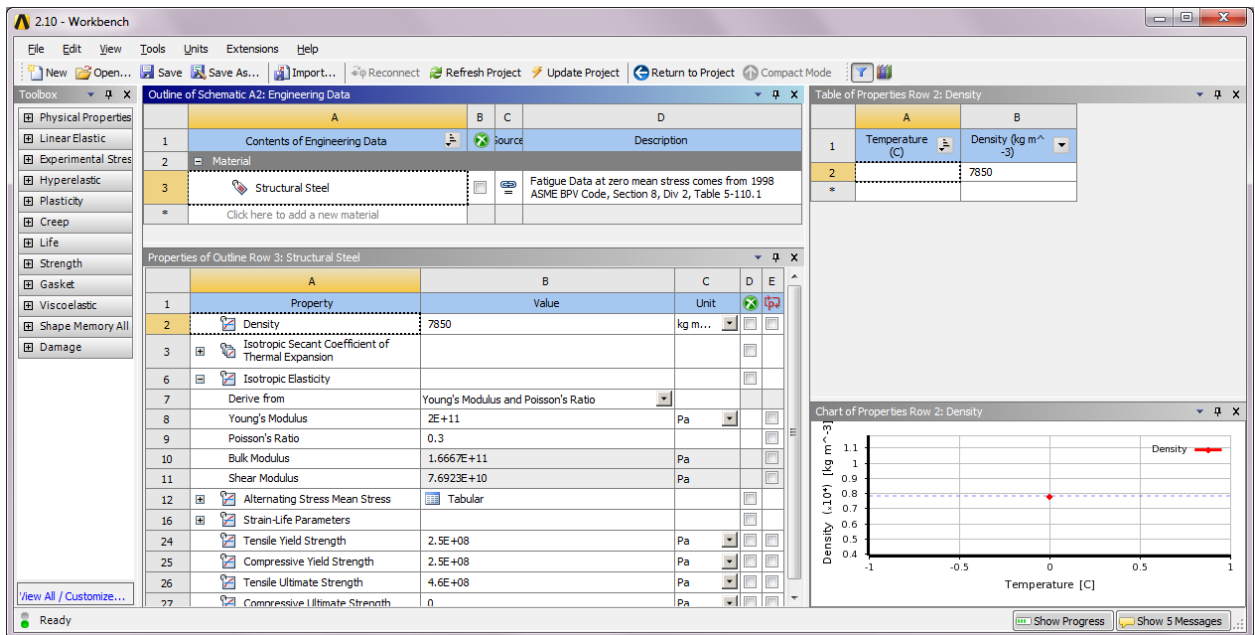 2.10 - Workbench
File Edit View Tools Units Extensions Help
New Open... Save Save As... Import... Reconnect Refresh Project Update Project Return to Project Compact Mode
Toolbox
Physical Properties
Linear Elastic
Experimental Stres
Hyperelastic
Plasticity
Creep
Life
Strength
Gasket
Viscoelastic
Shape Memory All
Damage
View All / Customize...
Outline of Schematic A2: Engineering Data
A B C D
1 Contents of Engineering Data Source Description
2 Material
3 Structural Steel Fatigue Data at zero mean stress comes from 1998
ASME BPV Code, Section 8, Div 2, Table 5-110.1
* Click here to add a new material
Properties of Outline Row 3: Structural Steel
A B C D E
1 Property Value Unit
2 Density 7850 kg m...
3 Isotropic Secant Coefficient of
Thermal Expansion
6 Isotropic Elasticity
7 Derive from Young's Modulus and Poisson's Ratio
8 Young's Modulus 2E+11 Pa
9 Poisson's Ratio 0.3
10 Bulk Modulus 1.6667E+11 Pa
11 Shear Modulus 7.6923E+10 Pa
12 Alternating Stress Mean Stress Tabular
16 Strain-Life Parameters
24 Tensile Yield Strength 2.5E+08 Pa
25 Compressive Yield Strength 2.5E+08 Pa
26 Tensile Ultimate Strength 4.6E+08 Pa
27 Compressive Ultimate Strength 0 Pa
Table of Properties Row 2: Density
A B
1 Temperature (C) Density (kg m^-3)
2 7850
*
Chart of Properties Row 2: Density
Density (x10⁴) [kg m^-3]
1.1
1
0.9
0.8
0.7
0.6
0.5
0.4
Density
-1 -0.5 0 0.5 1
Temperature [C]
Ready Show Progress Show 5 Messages